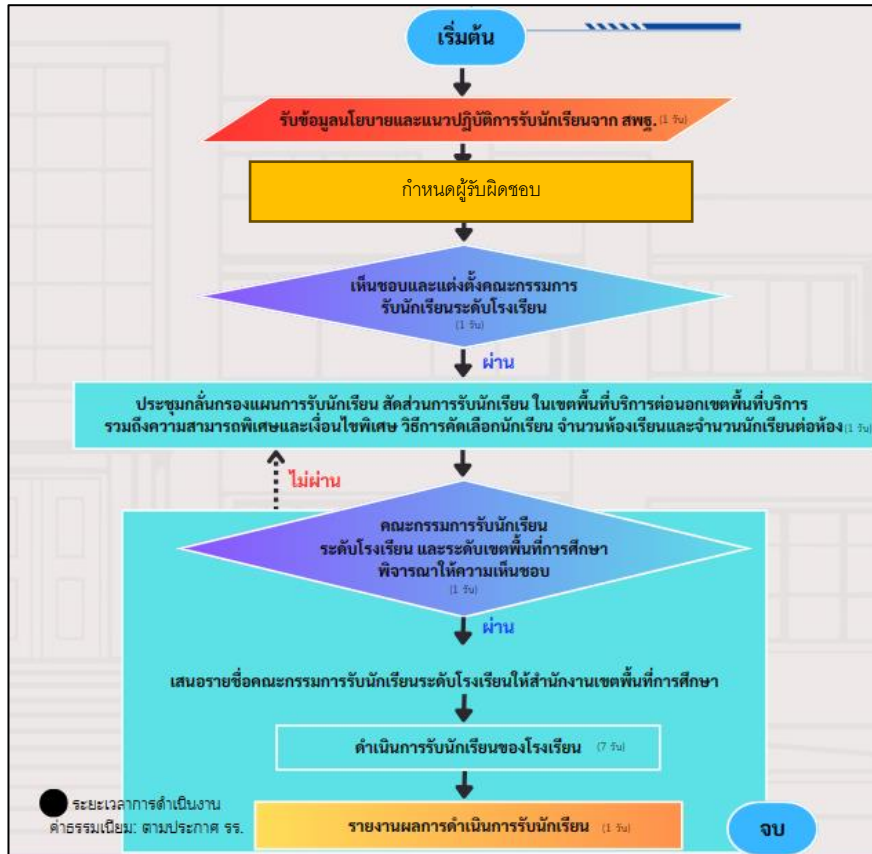 เริ่มต้น
รับข้อมูลนโยบายและแนวปฏิบัติการรับนักเรียนจาก สพฐ. (1 วัน)
กำหนดผู้รับผิดชอบ
เห็นชอบและแต่งตั้งคณะกรรมการ
รับนักเรียนระดับโรงเรียน
(1 วัน)
ผ่าน
ประชุมกลั่นกรองแผนการรับนักเรียน สัดส่วนการรับนักเรียน ในเขตพื้นที่บริการต่อนอกเขตพื้นที่บริการ
รวมถึงความสามารถพิเศษและเงื่อนไขพิเศษ วิธีการคัดเลือกนักเรียน จำนวนห้องเรียนและจำนวนนักเรียนต่อห้อง (1 วัน)
ไม่ผ่าน
คณะกรรมการรับนักเรียน
ระดับโรงเรียน และระดับเขตพื้นที่การศึกษา
พิจารณาให้ความเห็นชอบ
(1 วัน)
ผ่าน
เสนอรายชื่อคณะกรรมการรับนักเรียนระดับโรงเรียนให้สำนักงานเขตพื้นที่การศึกษา
ดำเนินการรับนักเรียนของโรงเรียน (7 วัน)
ระยะเวลาการดำเนินงาน
ค่าธรรมเนียม: ตามประกาศ รร.
รายงานผลการดำเนินการรับนักเรียน (1 วัน)
จบ